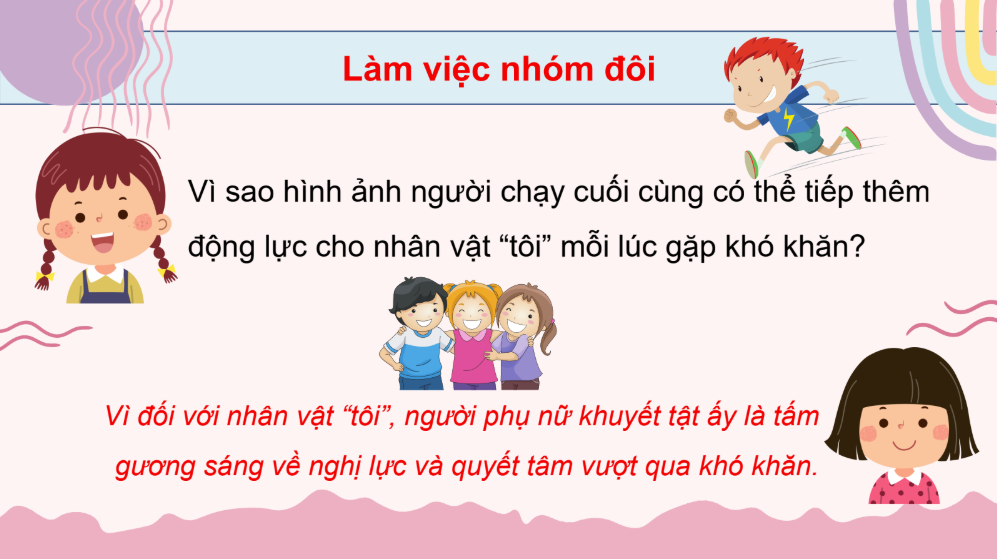 Làm việc nhóm đôi
Vì sao hình ảnh người chạy cuối cùng có thể tiếp thêm
động lực cho nhân vật “tôi” mỗi lúc gặp khó khăn?
Vì đối với nhân vật “tôi”, người phụ nữ khuyết tật ấy là tấm
gương sáng về nghị lực và quyết tâm vượt qua khó khăn.